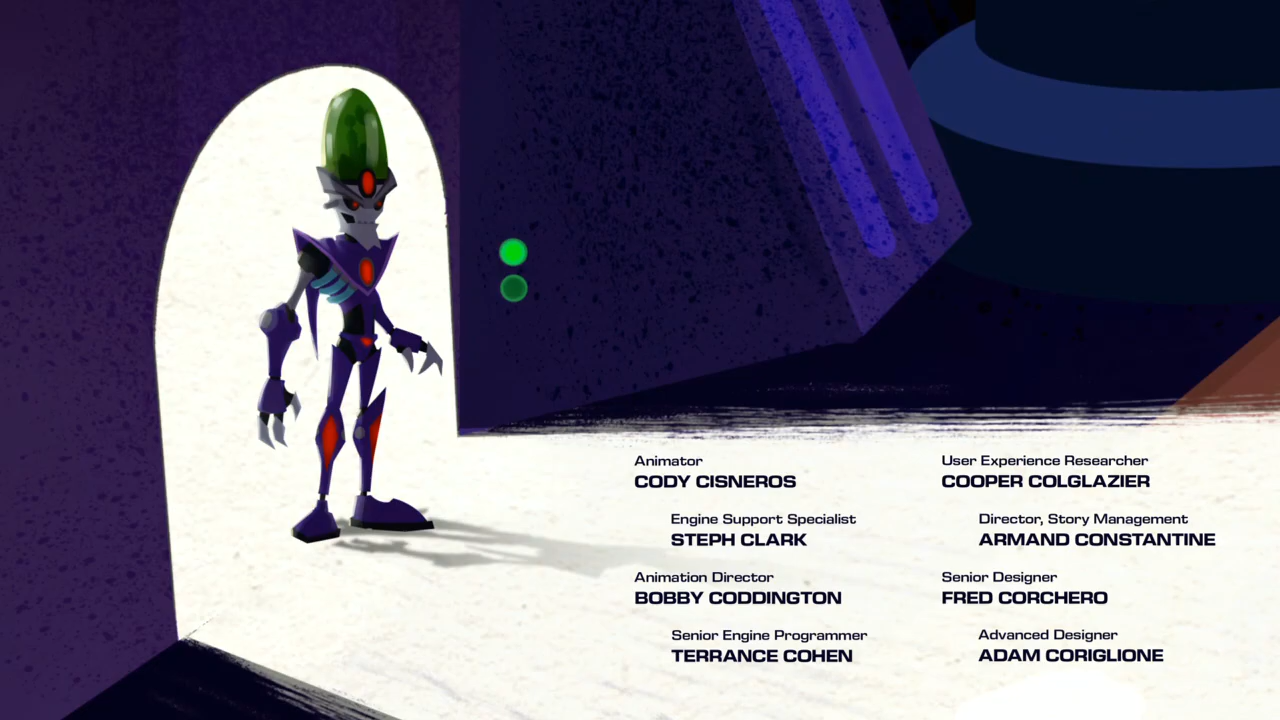 Animator
CODY CISNEROS
Engine Support Specialist
STEPH CLARK
Animation Director
BOBBY CODDINGTON
Senior Engine Programmer
TERRANCE COHEN
User Experience Researcher
COOPER COLGLAZIER
Director, Story Management
ARMAND CONSTANTINE
Senior Designer
FRED CORCHERO
Advanced Designer
ADAM CORIGLIONE